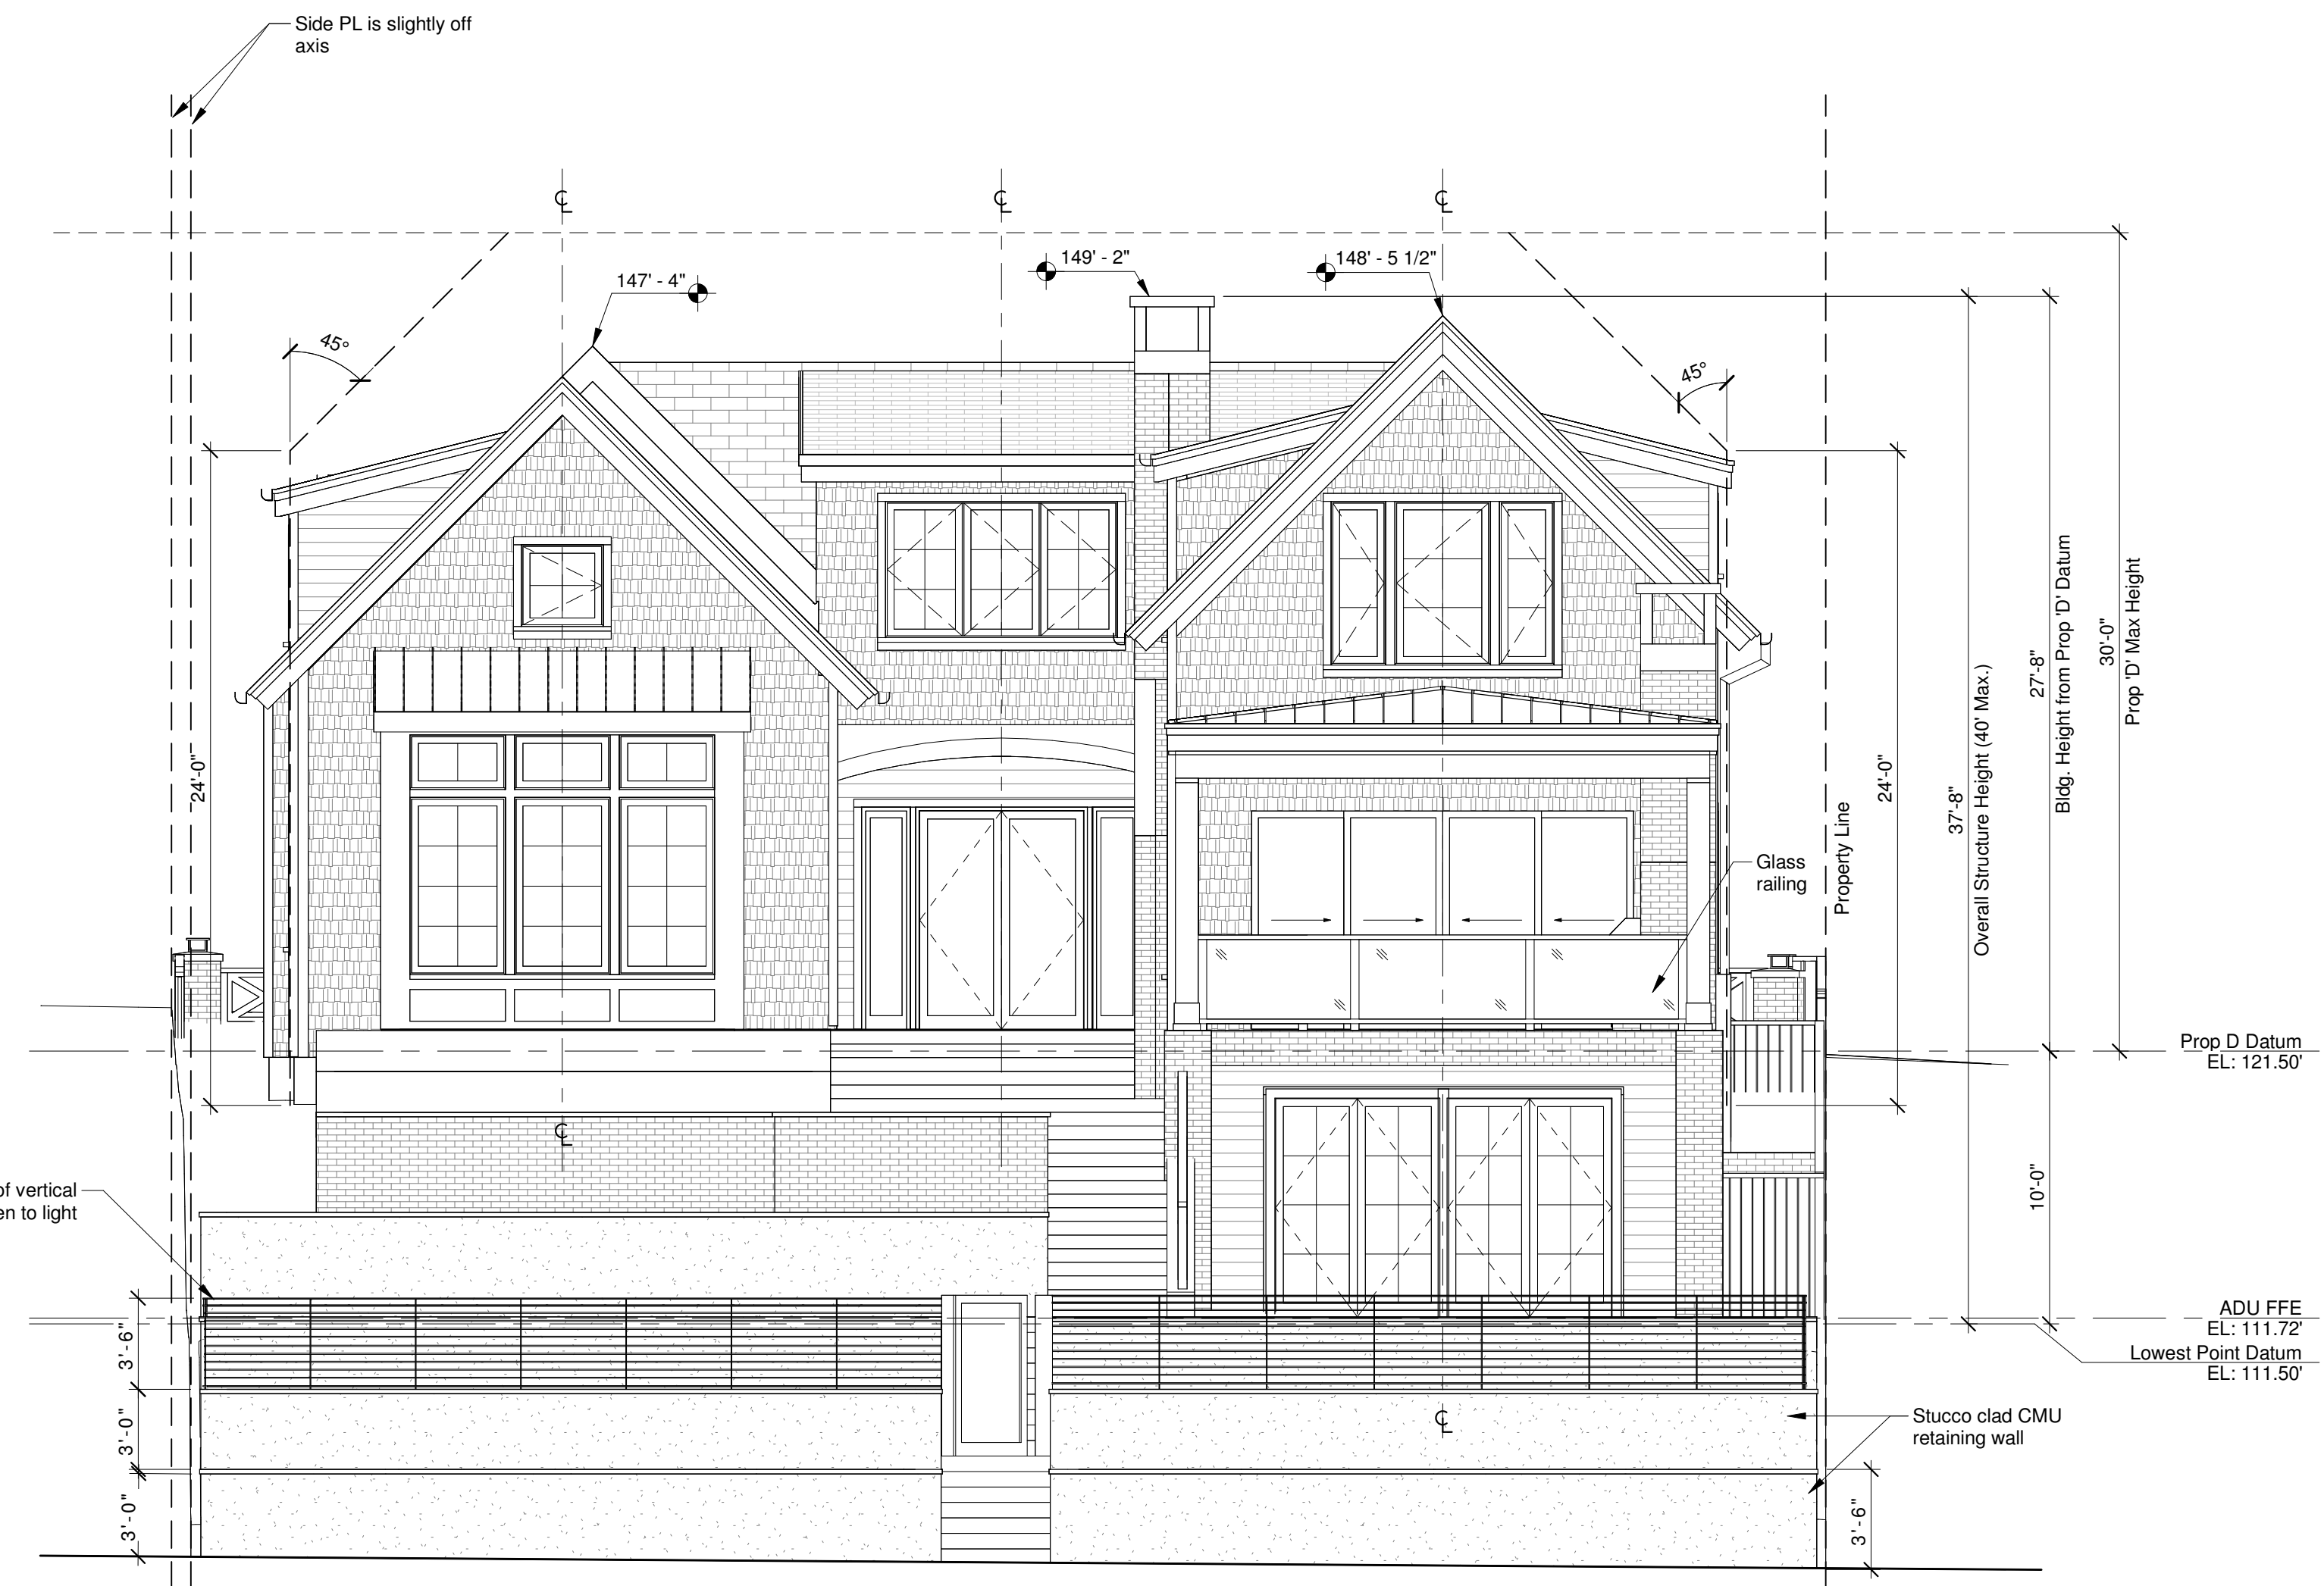 Side PL is slightly off
axis
℄
℄
℄
149' - 2"
148' - 5 1/2"
147' - 4"
45°
45°
24'-0"
24'-0"
37'-8"
Overall Structure Height (40' Max.)
27'-8"
Bldg. Height from Prop 'D' Datum
30'-0"
Prop 'D' Max Height
Property Line
Glass
railing
Prop D Datum
EL: 121.50'
℄
of vertical
en to light
10'-0"
ADU FFE
EL: 111.72'
Lowest Point Datum
EL: 111.50'
3'-6"
3'-0"
3'-0"
℄
Stucco clad CMU
retaining wall
3'-6"